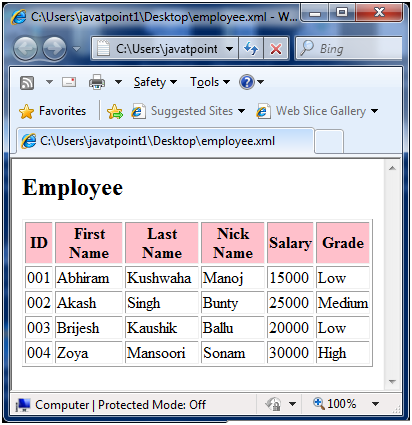 C:\Users\javatpoint1\Desktop\employee.xml - W...
C:\Users\javatpoint
Bing
Safety Tools
Favorites Suggested Sites Web Slice Gallery
C:\Users\javatpoint1\Desktop\employee.xml
Employee
ID First Name Last Name Nick Name Salary Grade
001 Abhiram Kushwaha Manoj 15000 Low
002 Akash Singh Bunty 25000 Medium
003 Brijesh Kaushik Ballu 20000 Low
004 Zoya Mansoori Sonam 30000 High
Computer | Protected Mode: Off 100%